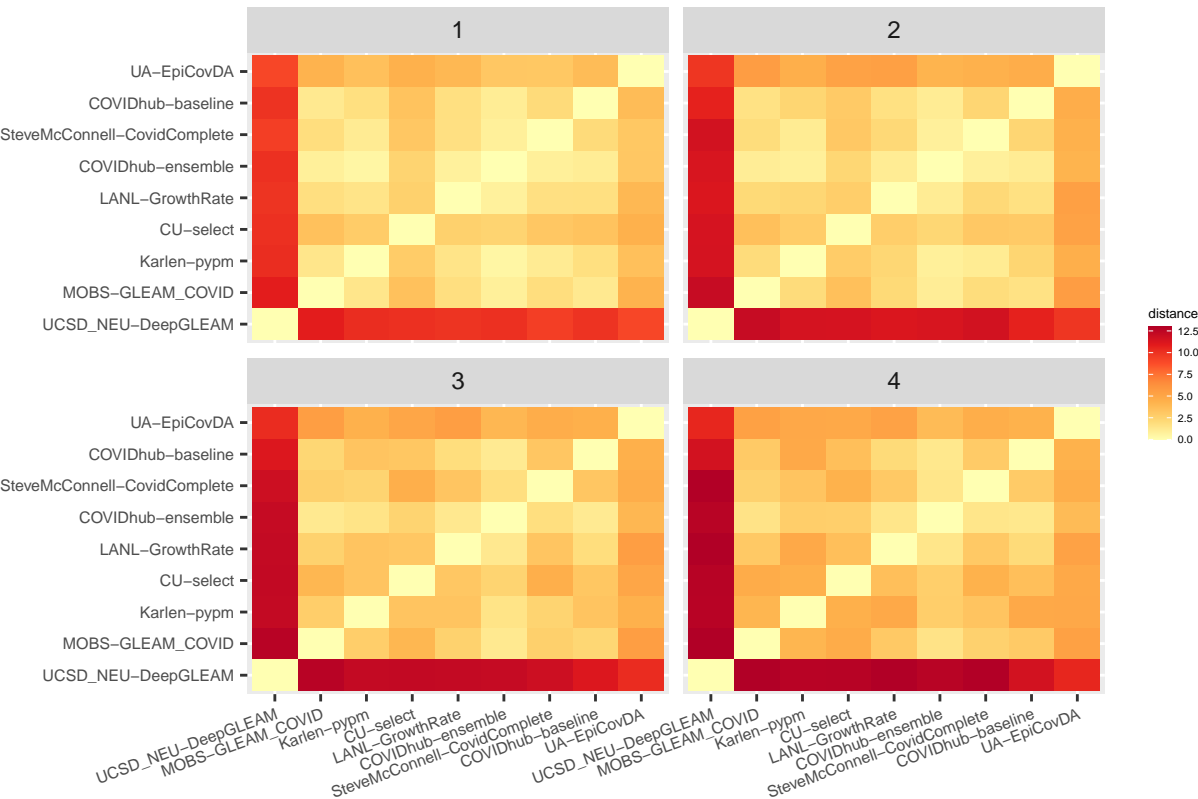 1
2
UA−EpiCovDA
COVIDhub−baseline
SteveMcConnell−CovidComplete
COVIDhub−ensemble
LANL−GrowthRate
CU−select
Karlen−pypm
MOBS−GLEAM_COVID
UCSD_NEU−DeepGLEAM
distance
12.5
10.0
7.5
5.0
2.5
0.0
3
4
UA−EpiCovDA
COVIDhub−baseline
SteveMcConnell−CovidComplete
COVIDhub−ensemble
LANL−GrowthRate
CU−select
Karlen−pypm
MOBS−GLEAM_COVID
UCSD_NEU−DeepGLEAM
UCSD_NEU−DeepGLEAM
MOBS−GLEAM_COVID
Karlen−pypm
CU−select
LANL−GrowthRate
COVIDhub−ensemble
SteveMcConnell−CovidComplete
COVIDhub−baseline
UA−EpiCovDA
UCSD_NEU−DeepGLEAM
MOBS−GLEAM_COVID
Karlen−pypm
CU−select
LANL−GrowthRate
COVIDhub−ensemble
SteveMcConnell−CovidComplete
COVIDhub−baseline
UA−EpiCovDA